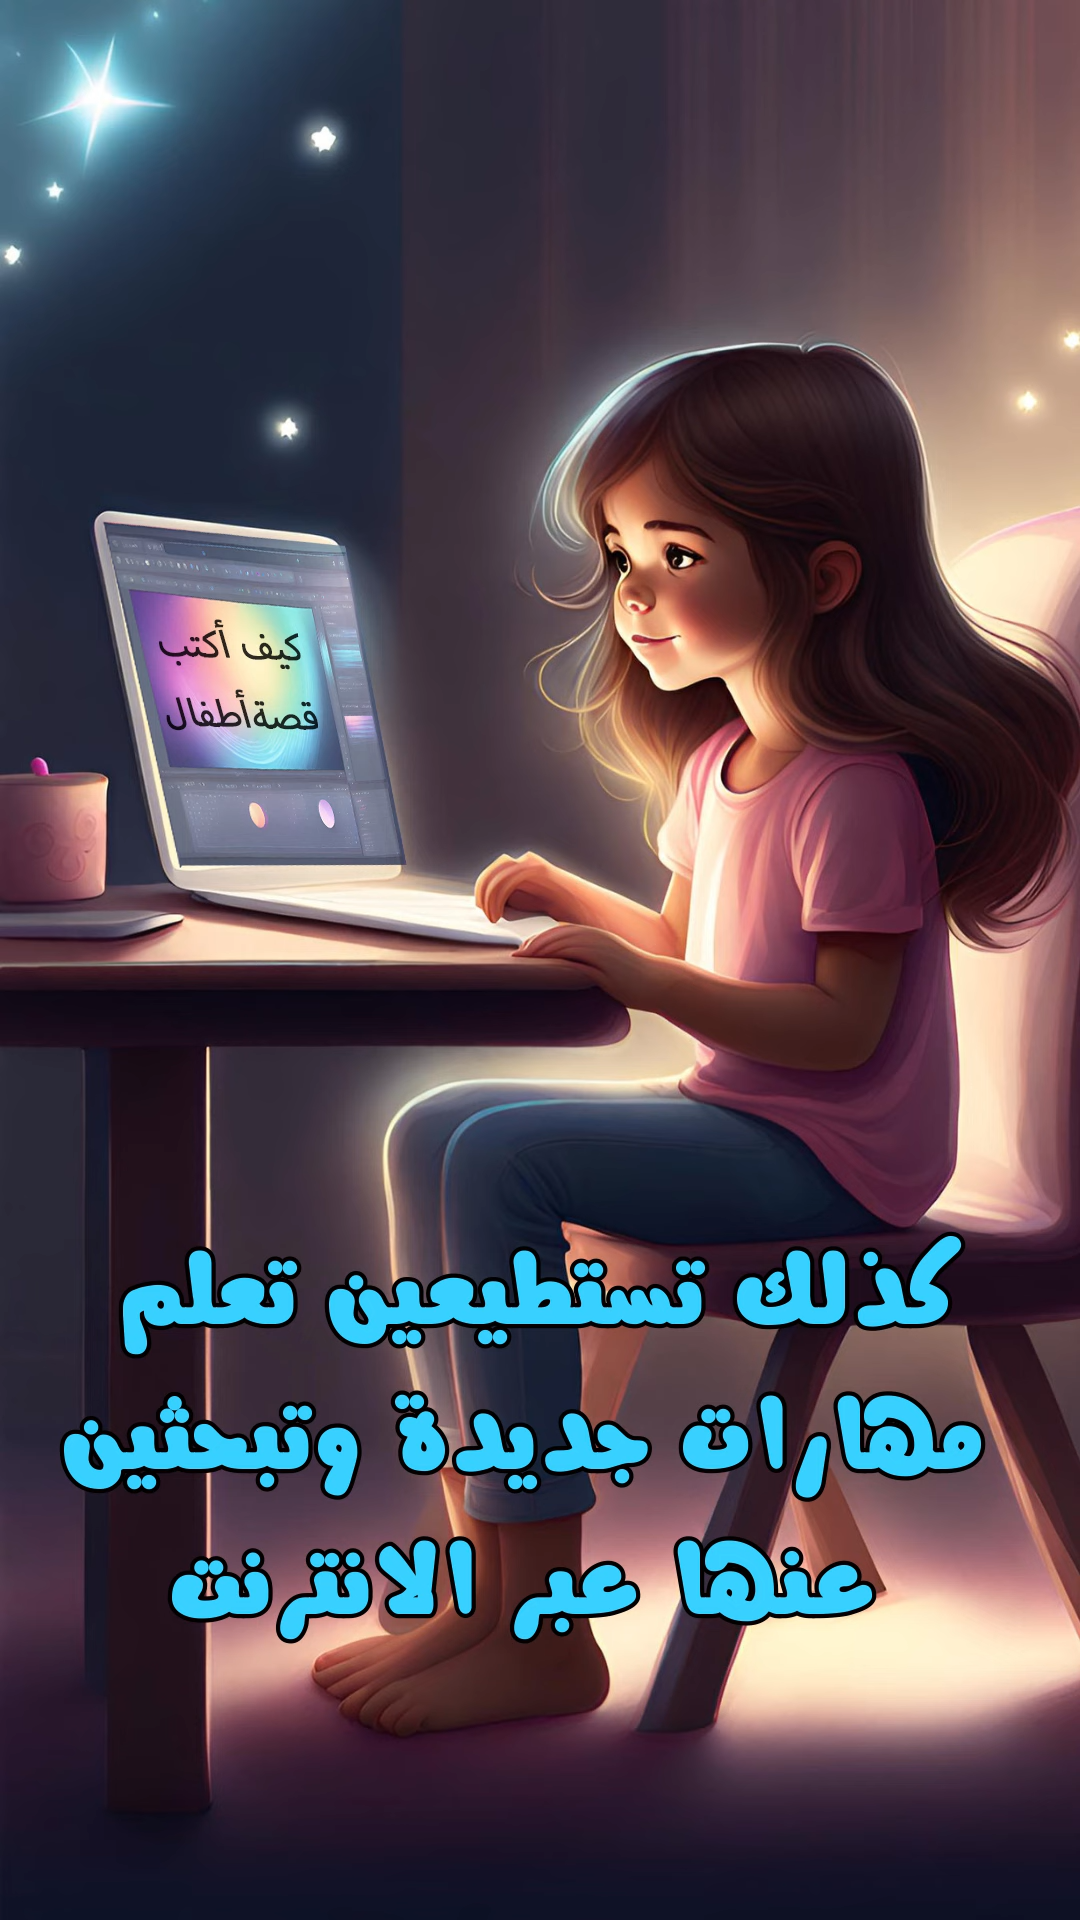 كيف أكتب
قصةأطفال
كذلك تستطيعين تعلم
مهارات جديدة وتبحثين
عنها عبر الانترنت